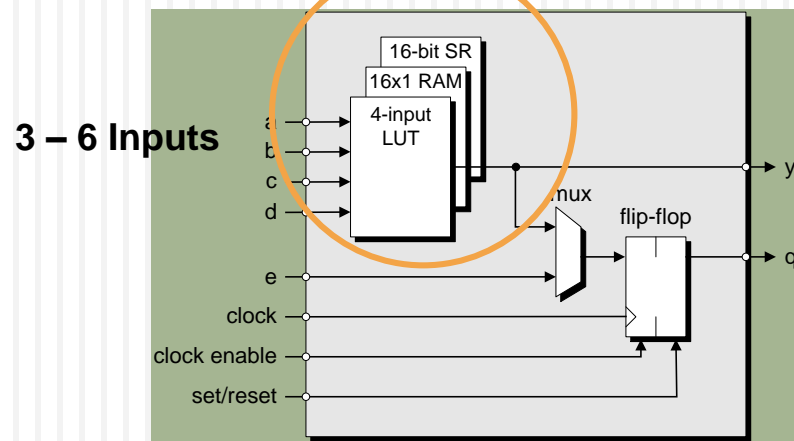 16-bit SR
16x1 RAM
4-input
LUT
3 – 6 Inputs
a
b
c
d
e
clock
clock enable
set/reset
mux
flip-flop
y
q